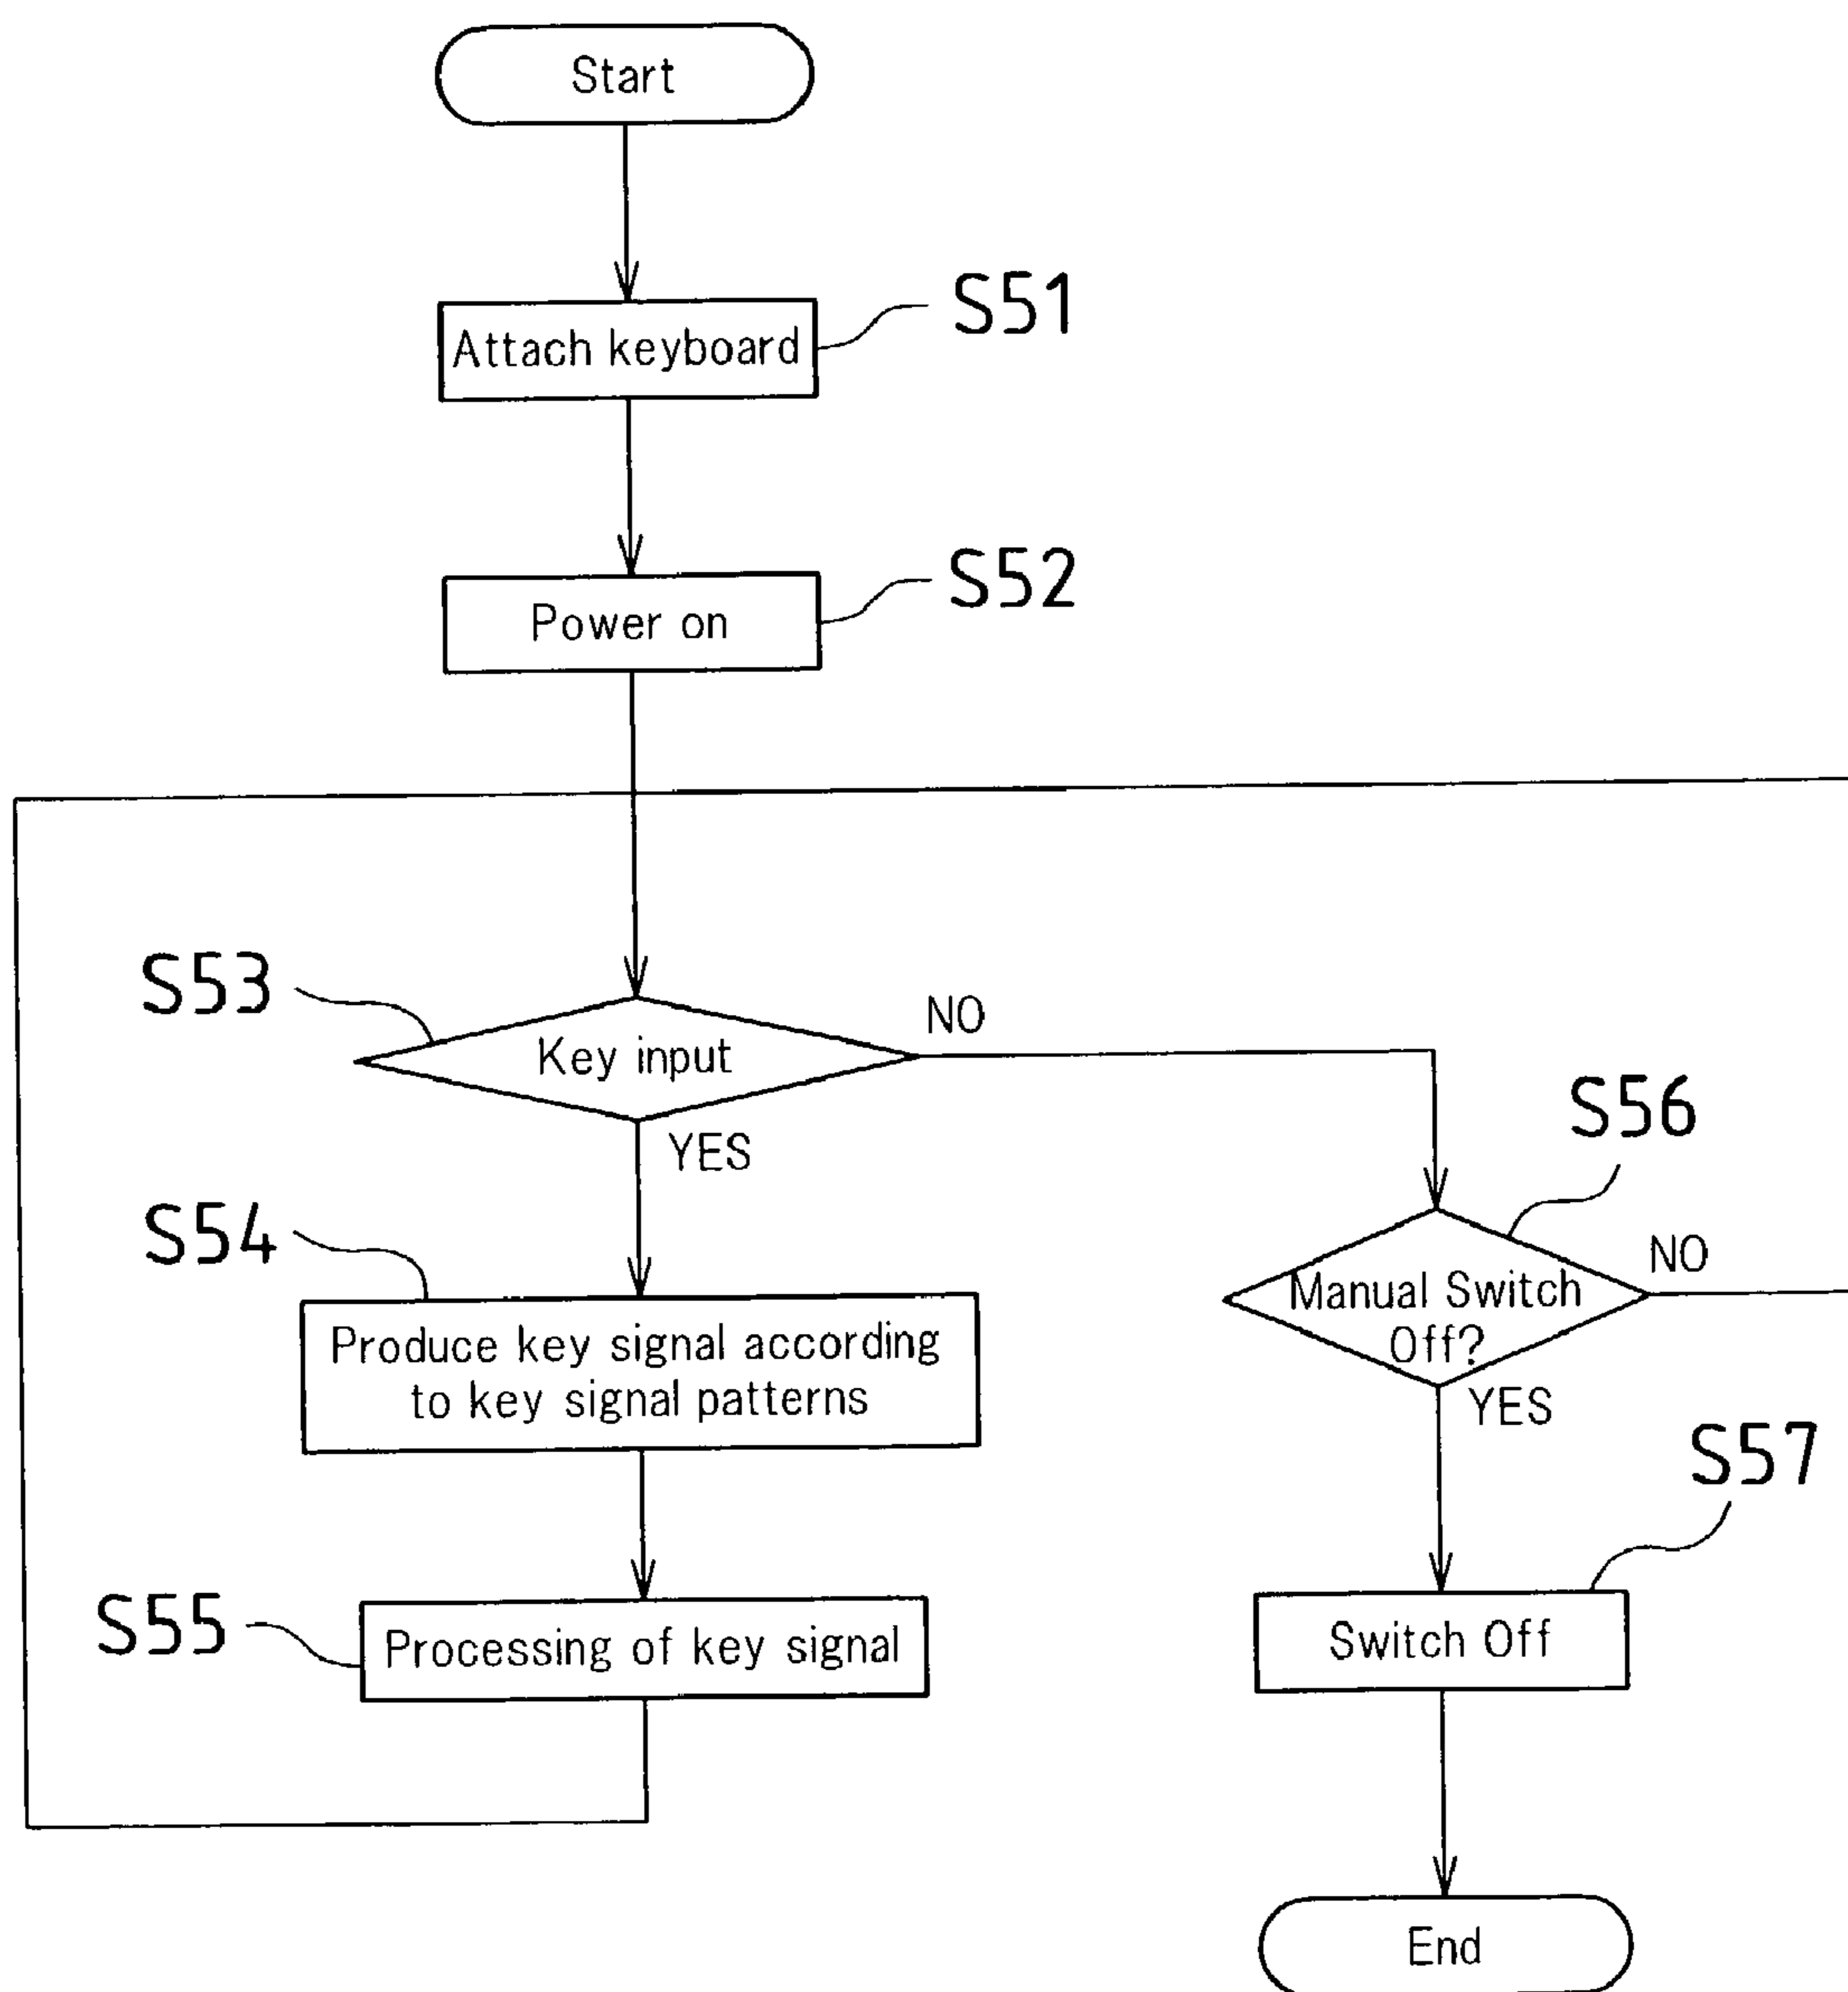 Start
Attach keyboard
S51
Power on
S52
S53
Key input
NO
YES
S56
S54
Manual Switch
Off?
NO
Produce key signal according
to key signal patterns
YES
S57
S55
Processing of key signal
Switch Off
End